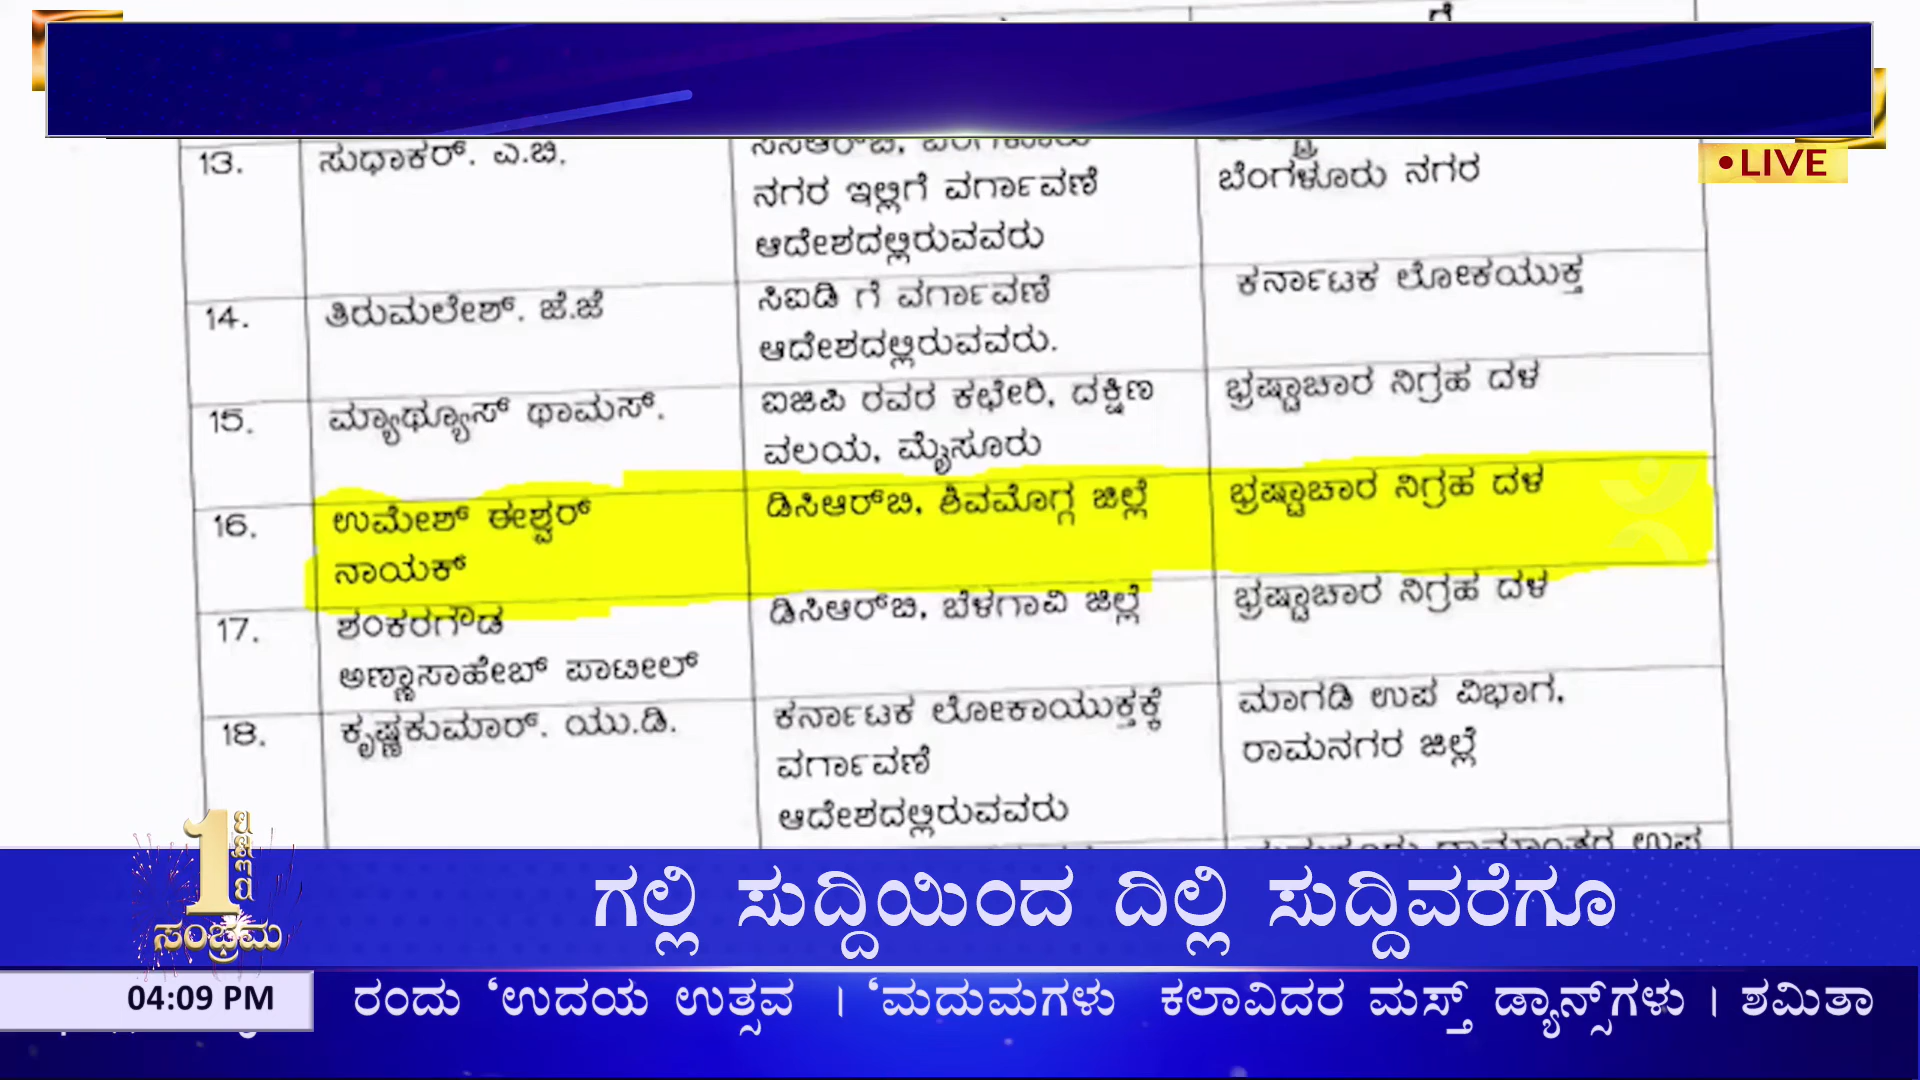 LIVE
13. ಸುಧಾಕರ್. ಎ.ಬಿ.
ನಗರ ಇಲ್ಲಿಗೆ ವರ್ಗಾವಣೆ
ಆದೇಶದಲ್ಲಿರುವವರು
ಬೆಂಗಳೂರು ನಗರ
14. ತಿರುಮಲೇಶ್. ಜೆ.ಜೆ
ಸಿಐಡಿ ಗೆ ವರ್ಗಾವಣೆ
ಆದೇಶದಲ್ಲಿರುವವರು.
ಕರ್ನಾಟಕ ಲೋಕಯುಕ್ತ
15. ಮ್ಯಾಥ್ಯೂಸ್ ಥಾಮಸ್.
ಐಜಿಪಿ ರವರ ಕಛೇರಿ, ದಕ್ಷಿಣ
ವಲಯ, ಮೈಸೂರು
ಭ್ರಷ್ಟಾಚಾರ ನಿಗ್ರಹ ದಳ
16. ಉಮೇಶ್ ಈಶ್ವರ್
ನಾಯಕ್
ಡಿಸಿಆರ್‌ಬಿ, ಶಿವಮೊಗ್ಗ ಜಿಲ್ಲೆ
ಭ್ರಷ್ಟಾಚಾರ ನಿಗ್ರಹ ದಳ
17. ಶಂಕರಗೌಡ
ಅಣ್ಣಾಸಾಹೇಬ್ ಪಾಟೀಲ್
ಡಿಸಿಆರ್‌ಬಿ, ಬೆಳಗಾವಿ ಜಿಲ್ಲೆ
ಭ್ರಷ್ಟಾಚಾರ ನಿಗ್ರಹ ದಳ
18. ಕೃಷ್ಣಕುಮಾರ್. ಯು.ಡಿ.
ಕರ್ನಾಟಕ ಲೋಕಾಯುಕ್ತಕ್ಕೆ
ವರ್ಗಾವಣೆ
ಆದೇಶದಲ್ಲಿರುವವರು
ಮಾಗಡಿ ಉಪ ವಿಭಾಗ,
ರಾಮನಗರ ಜಿಲ್ಲೆ
1
ಸಂಭ್ರಮ
ಗಲ್ಲಿ ಸುದ್ದಿಯಿಂದ ದಿಲ್ಲಿ ಸುದ್ದಿವರೆಗೂ
04:09 PM
ರಂದು ‘ಉದಯ ಉತ್ಸವ । ‘ಮದುಮಗಳು ಕಲಾವಿದರ ಮಸ್ತ್ ಡ್ಯಾನ್ಸ್‌ಗಳು । ಶಮಿತಾ